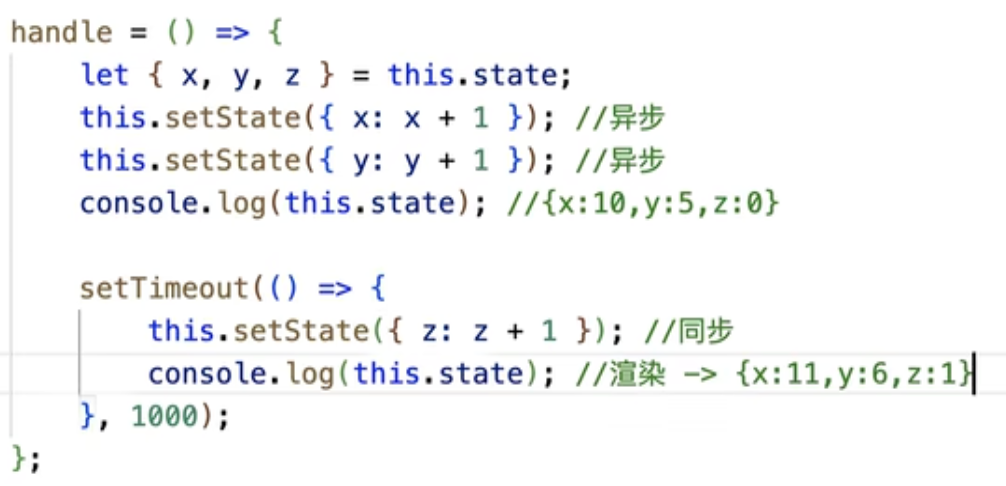 handle = () => {
let { x, y, z } = this.state;
this.setState({ x: x + 1 }); //异步
this.setState({ y: y + 1 }); //异步
console.log(this.state); //{x:10,y:5,z:0}
setTimeout(() => {
this.setState({ z: z + 1 }); //同步
console.log(this.state); //渲染 -> {x:11,y:6,z:1}
}, 1000);
};